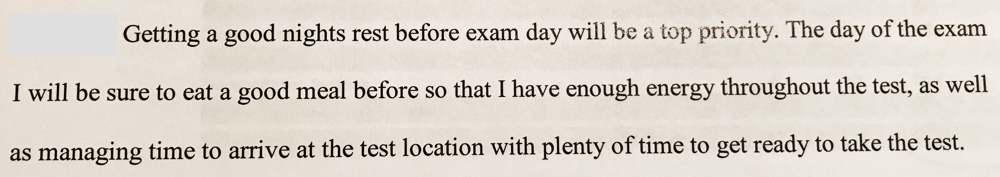 Getting a good nights rest before exam day will be a top priority. The day of the exam
I will be sure to eat a good meal before so that I have enough energy throughout the test, as well
as managing time to arrive at the test location with plenty of time to get ready to take the test.